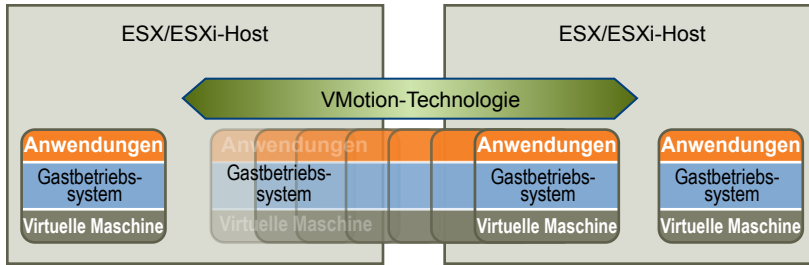 ESX/ESXi-Host
ESX/ESXi-Host
VMotion-Technologie
Anwendungen
Gastbetriebs-
system
Virtuelle Maschine
Anwendungen
Gastbetriebs-
system
Virtuelle Maschine
Anwendungen
Gastbetriebs-
system
Virtuelle Maschine
Anwendungen
Gastbetriebs-
system
Virtuelle Maschine